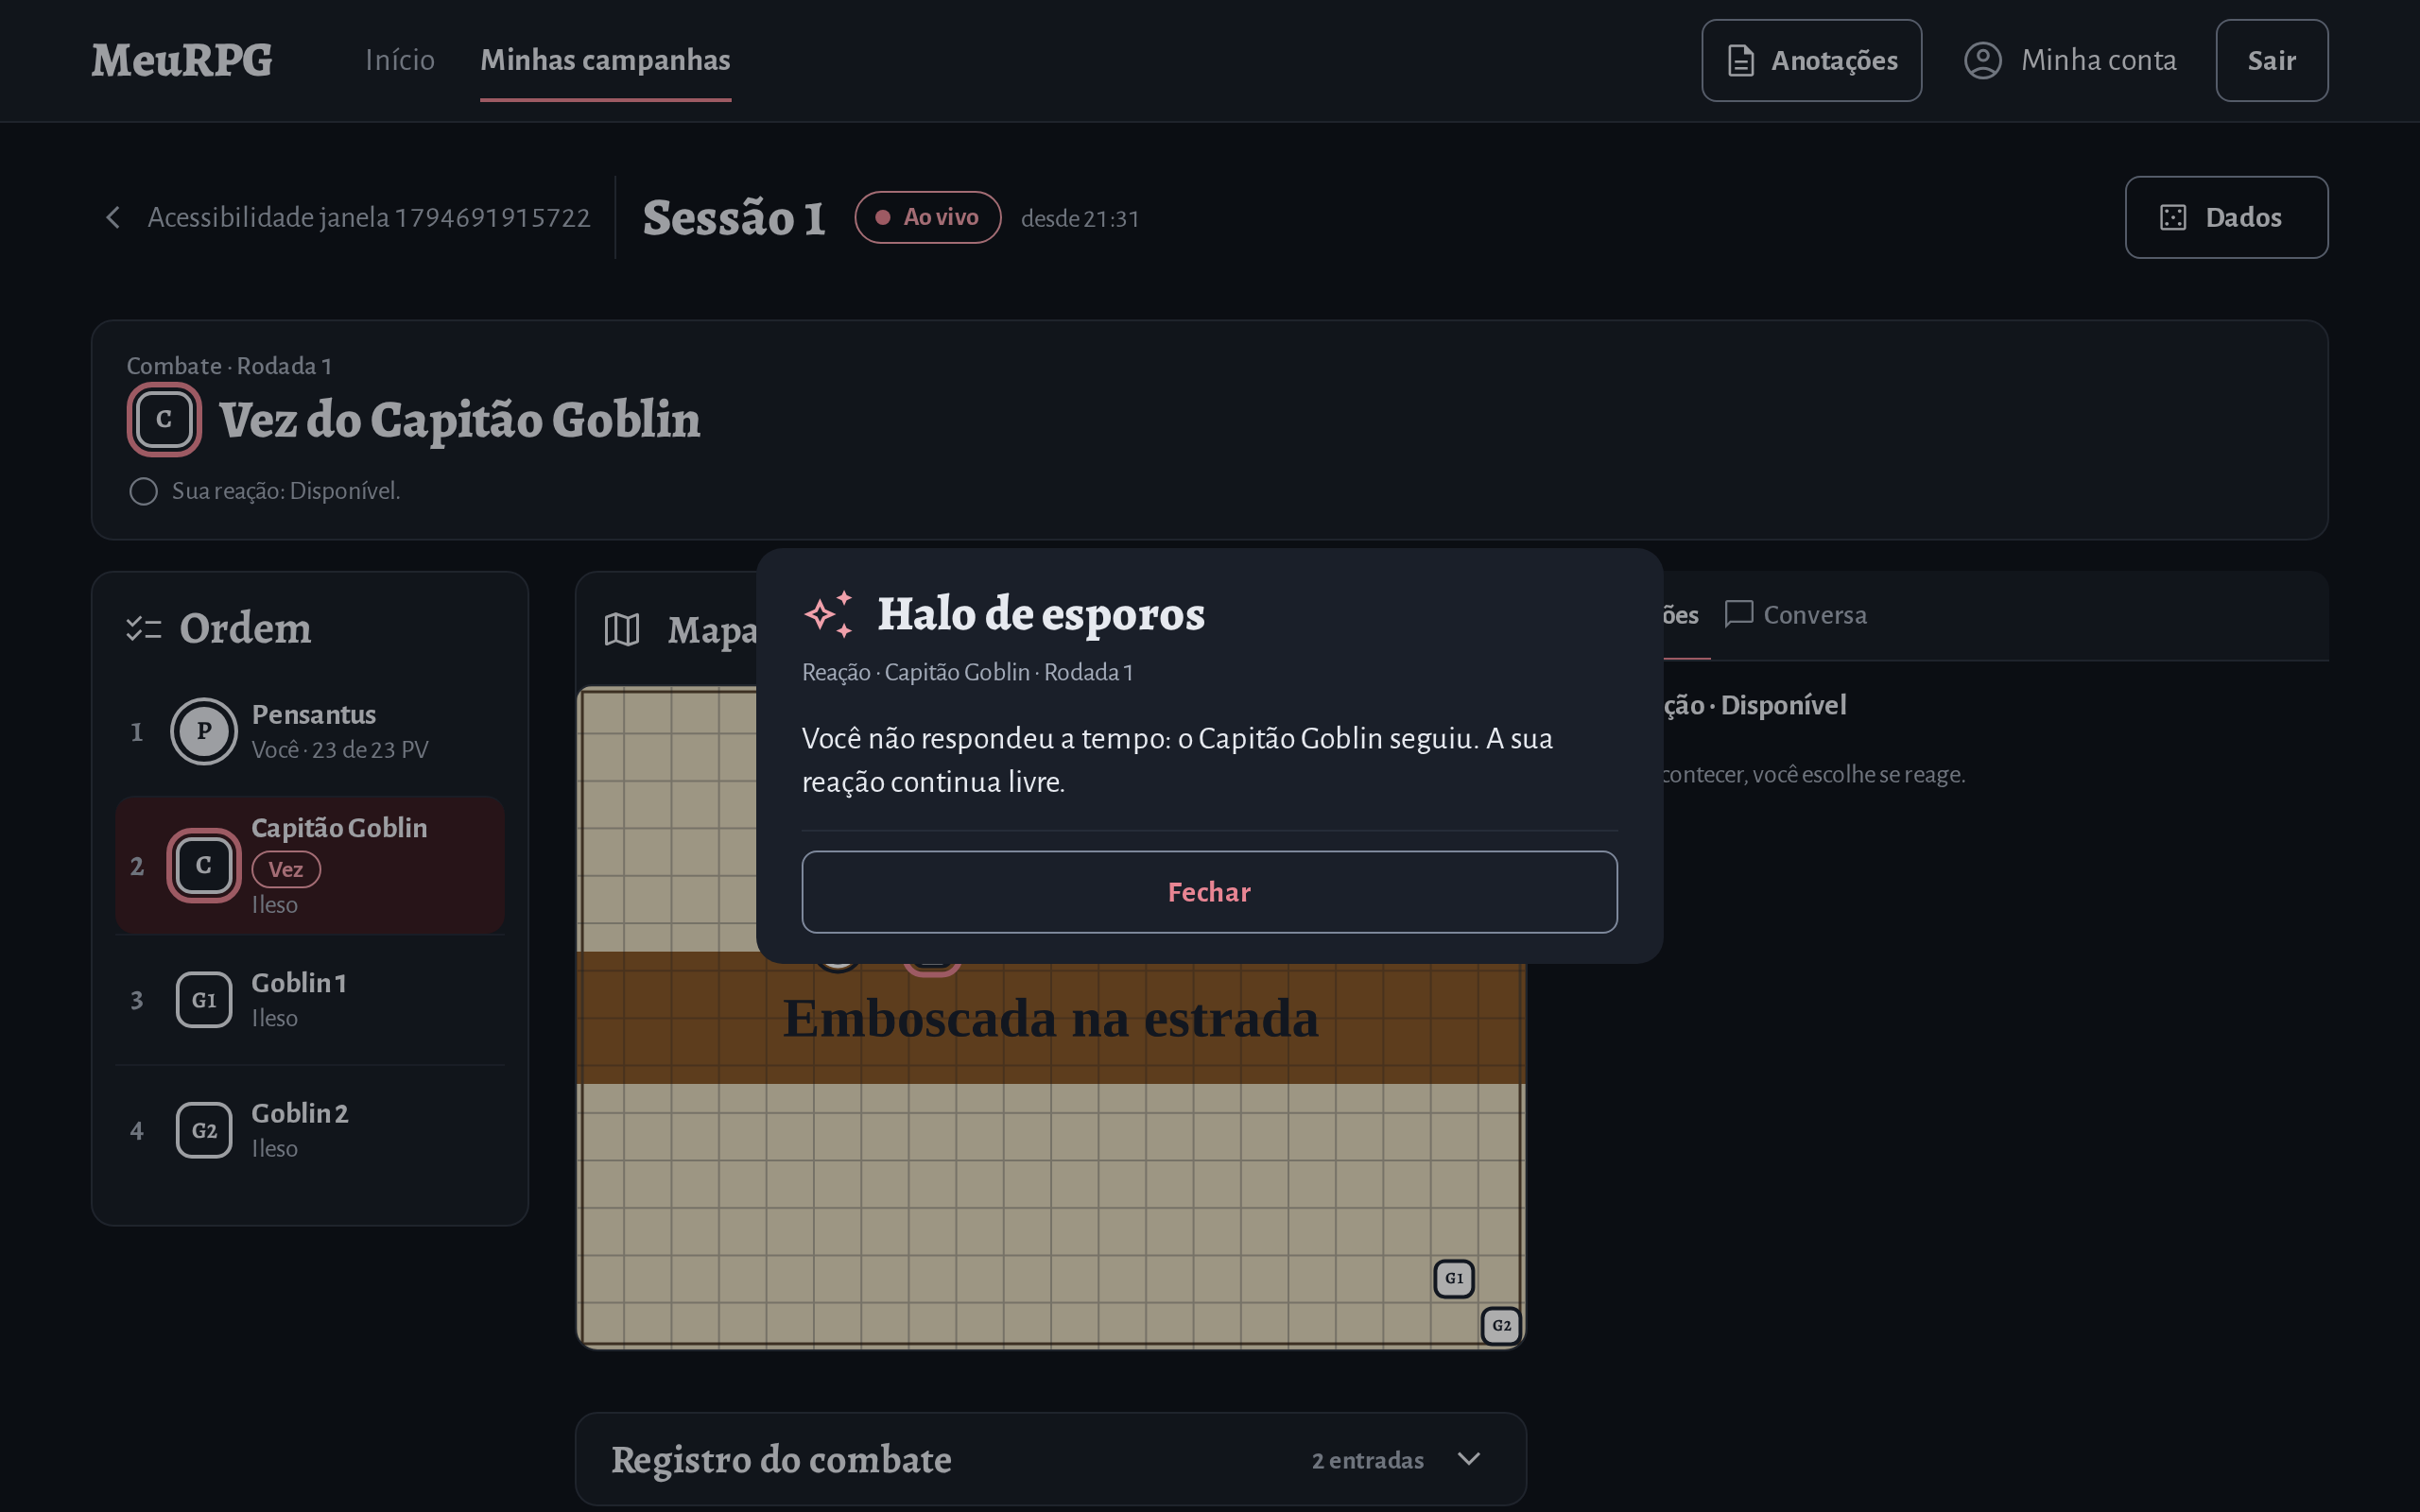 MeuRPG
Início
Minhas campanhas
Anotações
Minha conta
Sair
Acessibilidade janela 1794691915722
Sessão 1
Ao vivo
desde 21:31
Dados
Combate · Rodada 1
C
Vez do Capitão Goblin
Sua reação: Disponível.
Ordem
1
P
Pensantus
Você · 23 de 23 PV
2
C
Capitão Goblin
Vez
Ileso
3
G1
Goblin 1
Ileso
4
G2
Goblin 2
Ileso
Mapa
Halo de esporos
Reação · Capitão Goblin · Rodada 1
Você não respondeu a tempo: o Capitão Goblin seguiu. A sua
reação continua livre.
Fechar
Emboscada na estrada
G1
G2
Conversa
· Disponível
você escolhe se reage.
Registro do combate
2 entradas